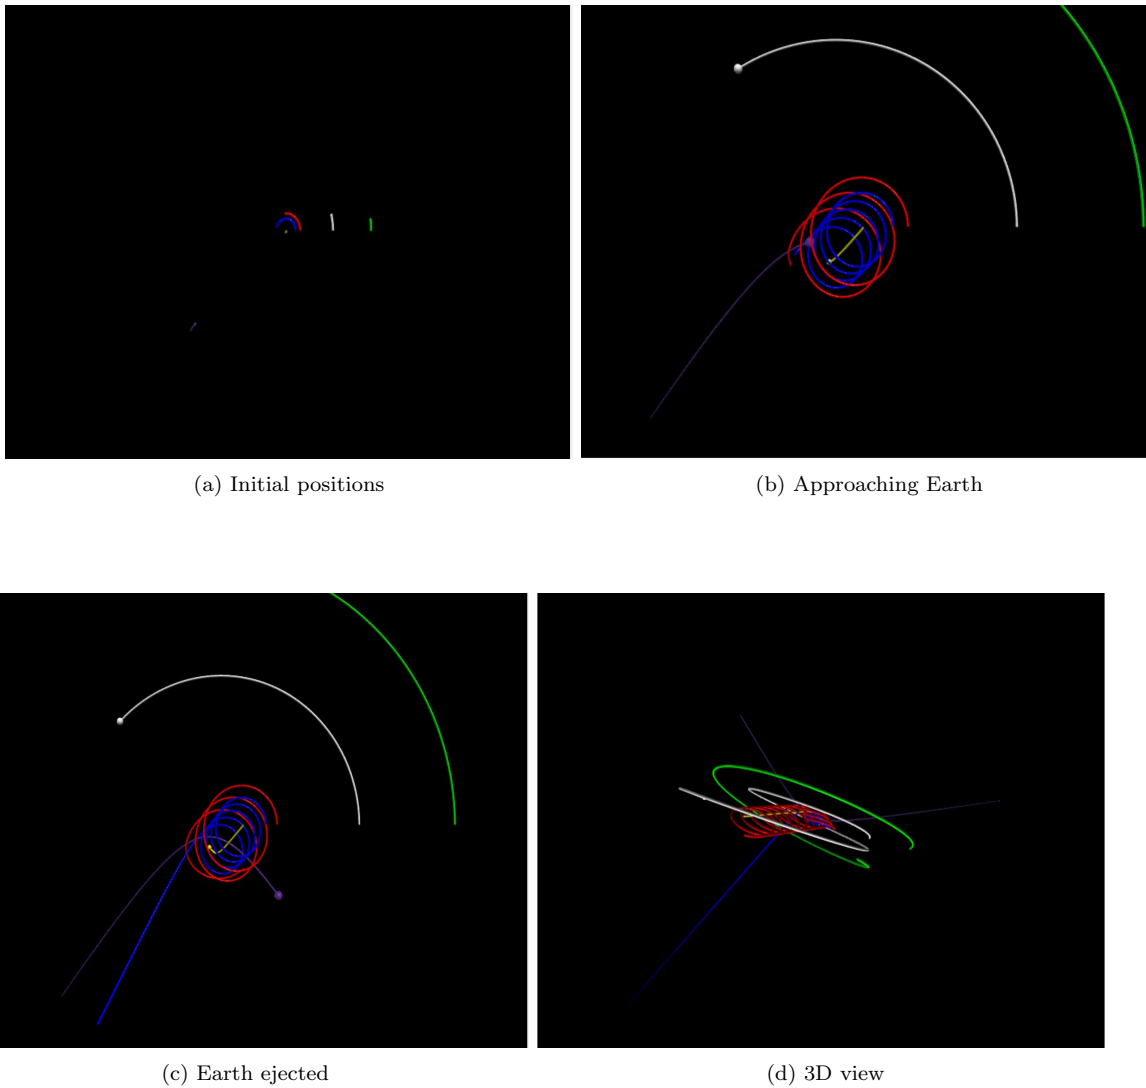 (a) Initial positions
(b) Approaching Earth
(c) Earth ejected
(d) 3D view